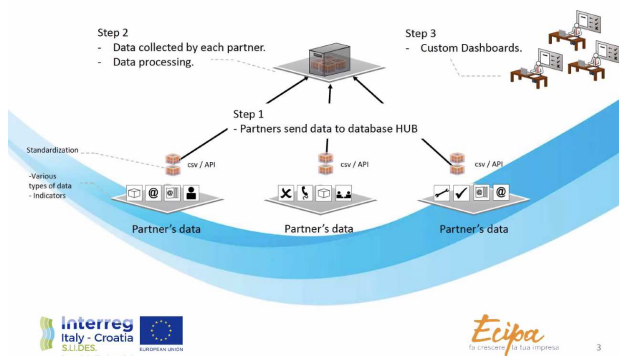 Step 2
- Data collected by each partner.
- Data processing.
Step 3
- Custom Dashboards.
Step 1
- Partners send data to database HUB
Standardization
csv / API
csv / API
csv / API
-Various
types of data
- Indicators
@
@
Partner's data
Partner's data
Partner's data
Interreg
Italy - Croatia
S.LI.DES.
EUROPEAN UNION
Ecipa
fa crescere la tua impresa
3